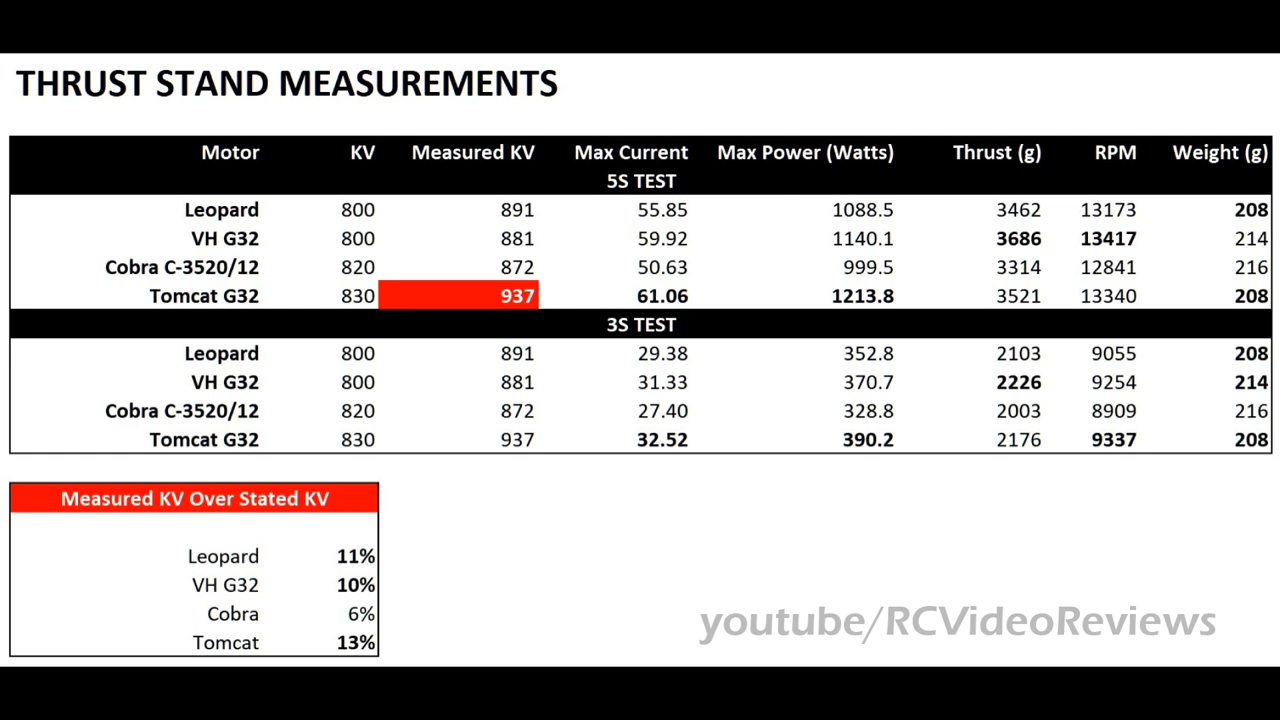 THRUST STAND MEASUREMENTS
Motor KV Measured KV Max Current Max Power (Watts) Thrust (g) RPM Weight (g)
5S TEST
Leopard 800 891 55.85 1088.5 3462 13173 208
VH G32 800 881 59.92 1140.1 3686 13417 214
Cobra C-3520/12 820 872 50.63 999.5 3314 12841 216
Tomcat G32 830 937 61.06 1213.8 3521 13340 208
3S TEST
Leopard 800 891 29.38 352.8 2103 9055 208
VH G32 800 881 31.33 370.7 2226 9254 214
Cobra C-3520/12 820 872 27.40 328.8 2003 8909 216
Tomcat G32 830 937 32.52 390.2 2176 9337 208
Measured KV Over Stated KV
Leopard 11%
VH G32 10%
Cobra 6%
Tomcat 13%
youtube/RCVideoReviews